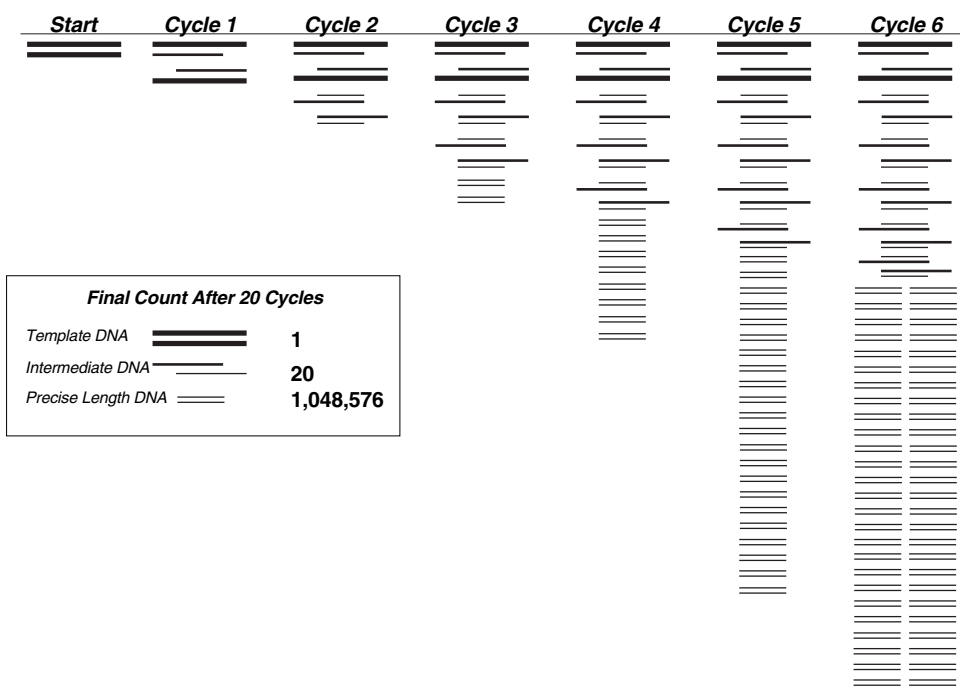 Start Cycle 1 Cycle 2 Cycle 3 Cycle 4 Cycle 5 Cycle 6
Final Count After 20 Cycles
Template DNA 1
Intermediate DNA 20
Precise Length DNA 1,048,576